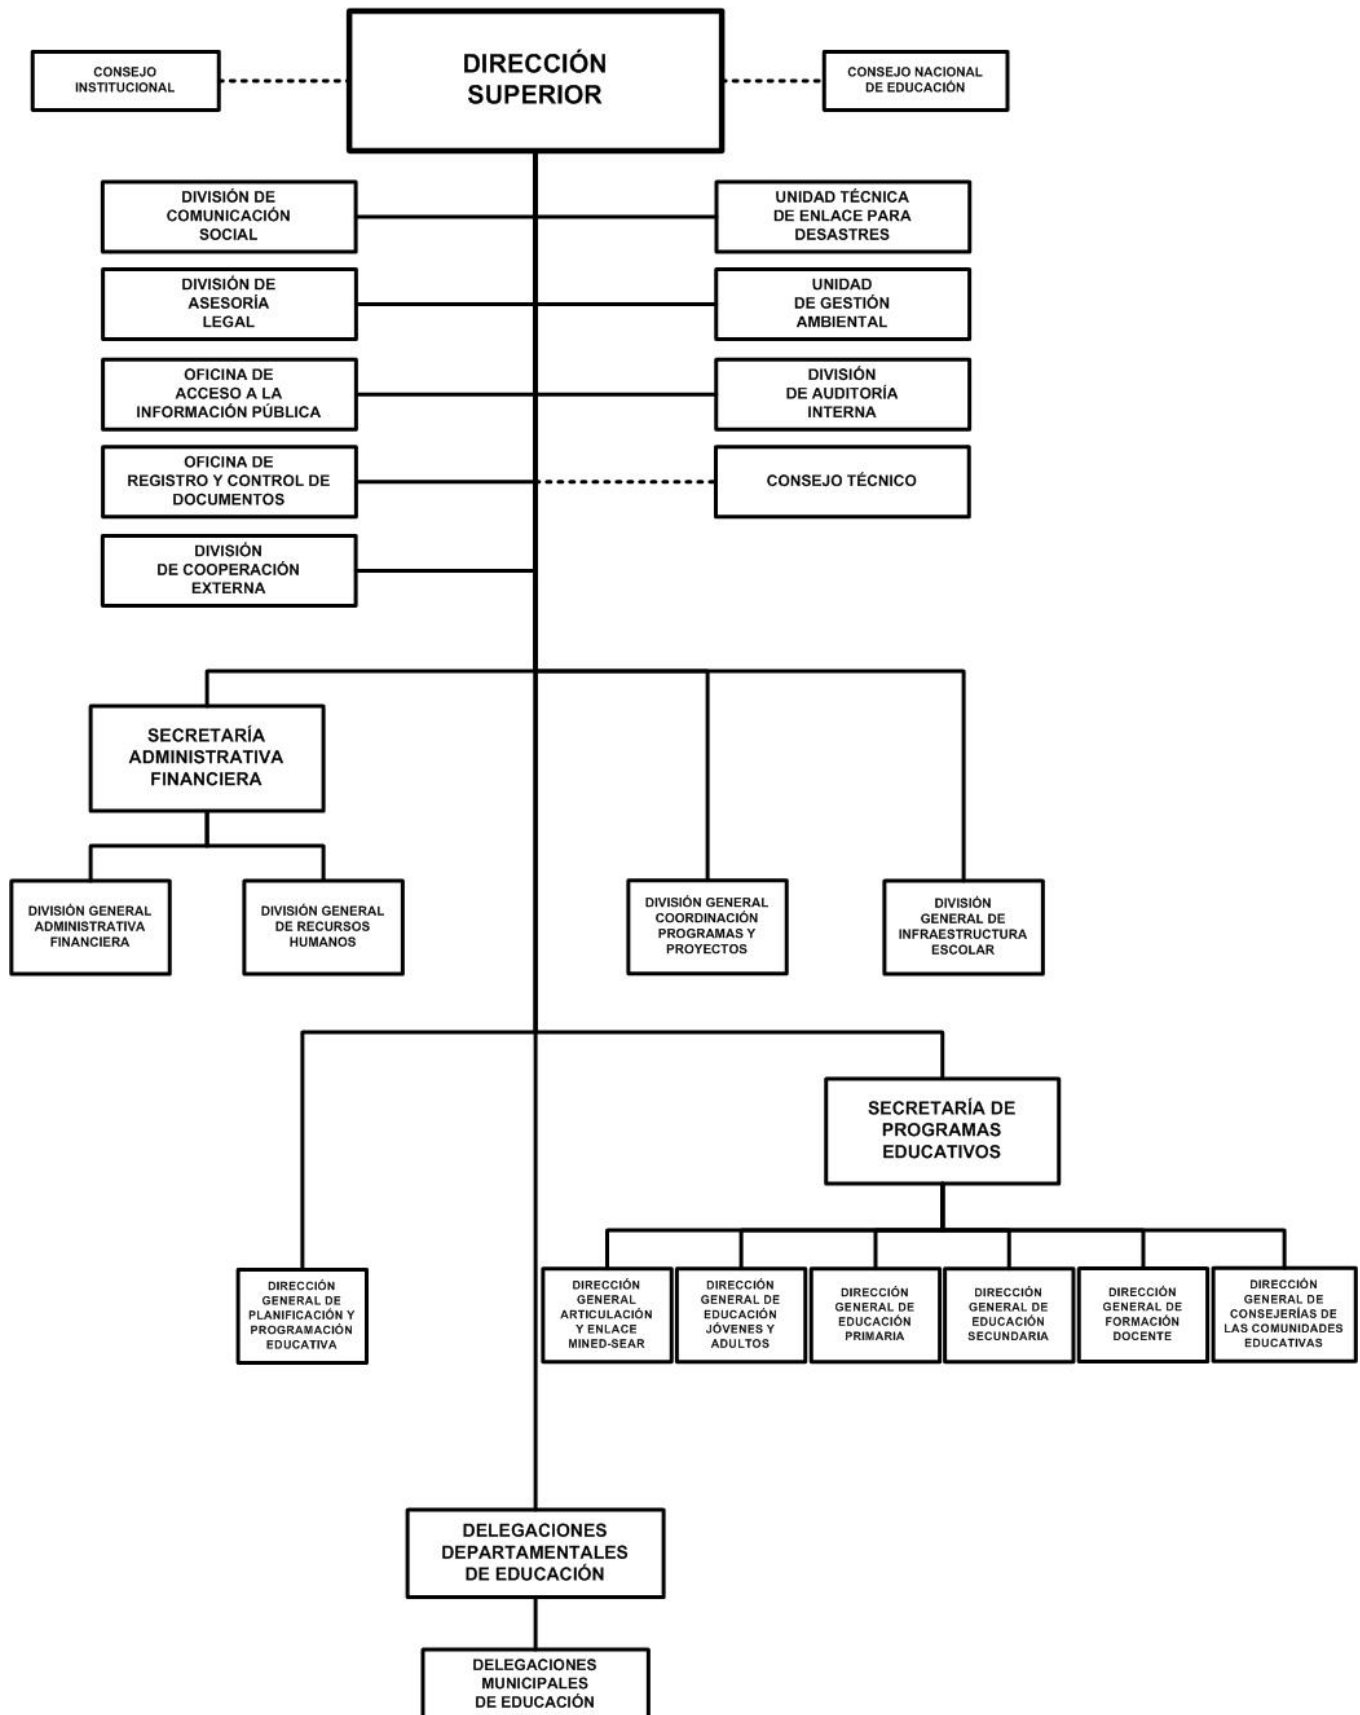 DIRECCIÓN
SUPERIOR
CONSEJO
INSTITUCIONAL
CONSEJO NACIONAL
DE EDUCACIÓN
DIVISIÓN DE
COMUNICACIÓN
SOCIAL
UNIDAD TÉCNICA
DE ENLACE PARA
DESASTRES
DIVISIÓN DE
ASESORÍA
LEGAL
UNIDAD
DE GESTIÓN
AMBIENTAL
OFICINA DE
ACCESO A LA
INFORMACIÓN PÚBLICA
DIVISIÓN
DE AUDITORÍA
INTERNA
OFICINA DE
REGISTRO Y CONTROL DE
DOCUMENTOS
CONSEJO TÉCNICO
DIVISIÓN
DE COOPERACIÓN
EXTERNA
SECRETARÍA
ADMINISTRATIVA
FINANCIERA
DIVISIÓN GENERAL
ADMINISTRATIVA
FINANCIERA
DIVISIÓN GENERAL
DE RECURSOS
HUMANOS
DIVISIÓN GENERAL
COORDINACIÓN
PROGRAMAS Y
PROYECTOS
DIVISIÓN
GENERAL DE
INFRAESTRUCTURA
ESCOLAR
SECRETARÍA DE
PROGRAMAS
EDUCATIVOS
DIRECCIÓN
GENERAL DE
PLANIFICACIÓN Y
PROGRAMACIÓN
EDUCATIVA
DIRECCIÓN
GENERAL
ARTICULACIÓN
Y ENLACE
MINED-SEAR
DIRECCIÓN
GENERAL DE
EDUCACIÓN
JÓVENES Y
ADULTOS
DIRECCIÓN
GENERAL DE
EDUCACIÓN
PRIMARIA
DIRECCIÓN
GENERAL DE
EDUCACIÓN
SECUNDARIA
DIRECCIÓN
GENERAL DE
FORMACIÓN
DOCENTE
DIRECCIÓN
GENERAL DE
CONSEJERÍAS DE
LAS COMUNIDADES
EDUCATIVAS
DELEGACIONES
DEPARTAMENTALES
DE EDUCACIÓN
DELEGACIONES
MUNICIPALES
DE EDUCACIÓN